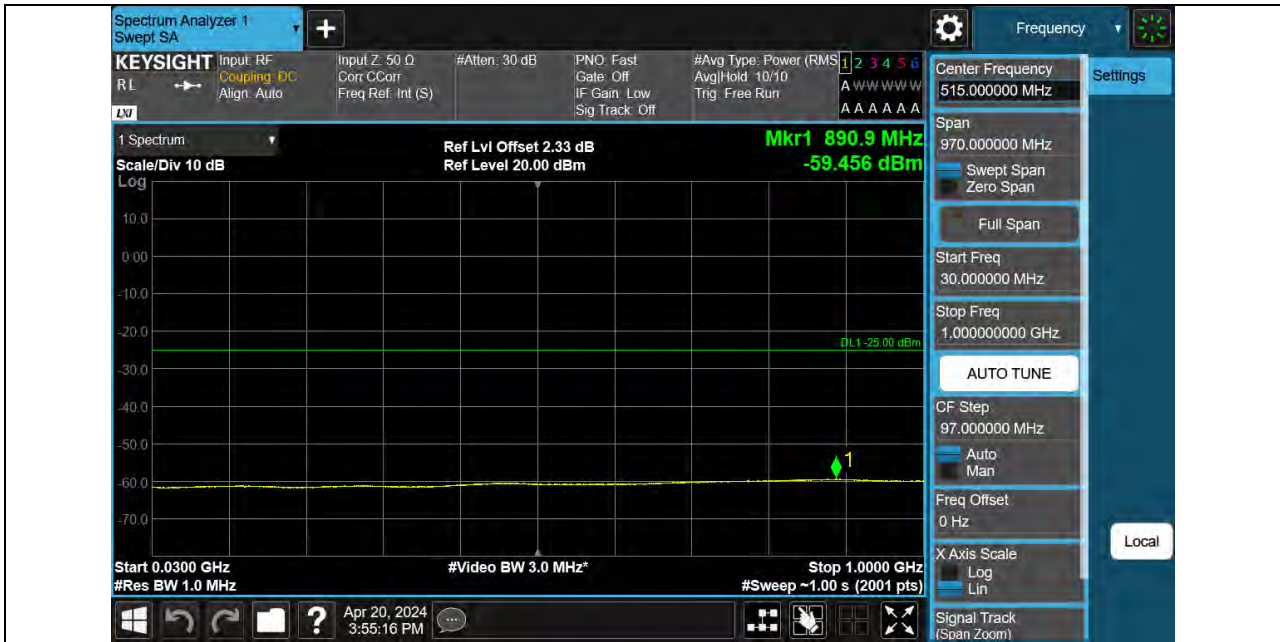 Spectrum Analyzer 1
Swept SA
Frequency
KEYSIGHT
RL
LXI
Input: RF
Coupling: DC
Align: Auto
Input Z: 50 Ω
Corr CCorr
Freq Ref: Int (S)
#Atten: 30 dB
PNO: Fast
Gate: Off
IF Gain: Low
Sig Track: Off
#Avg Type: Power (RMS
Avg|Hold: 10/10
Trig: Free Run
1 2 3 4 5 6
A W W W W W
A A A A A A
1 Spectrum
Scale/Div 10 dB
Ref Lvl Offset 2.33 dB
Ref Level 20.00 dBm
Mkr1 890.9 MHz
-59.456 dBm
Log
10.0
0.00
-10.0
-20.0
DL1 -25.00 dBm
-30.0
-40.0
-50.0
1
-60.0
-70.0
Start 0.0300 GHz
#Video BW 3.0 MHz*
Stop 1.0000 GHz
#Res BW 1.0 MHz
#Sweep ~1.00 s (2001 pts)
Center Frequency
515.000000 MHz
Settings
Span
970.000000 MHz
Swept Span
Zero Span
Full Span
Start Freq
30.000000 MHz
Stop Freq
1.000000000 GHz
AUTO TUNE
CF Step
97.000000 MHz
Auto
Man
Freq Offset
0 Hz
Local
X Axis Scale
Log
Lin
Signal Track
(Span Zoom)
?
Apr 20, 2024
3:55:16 PM